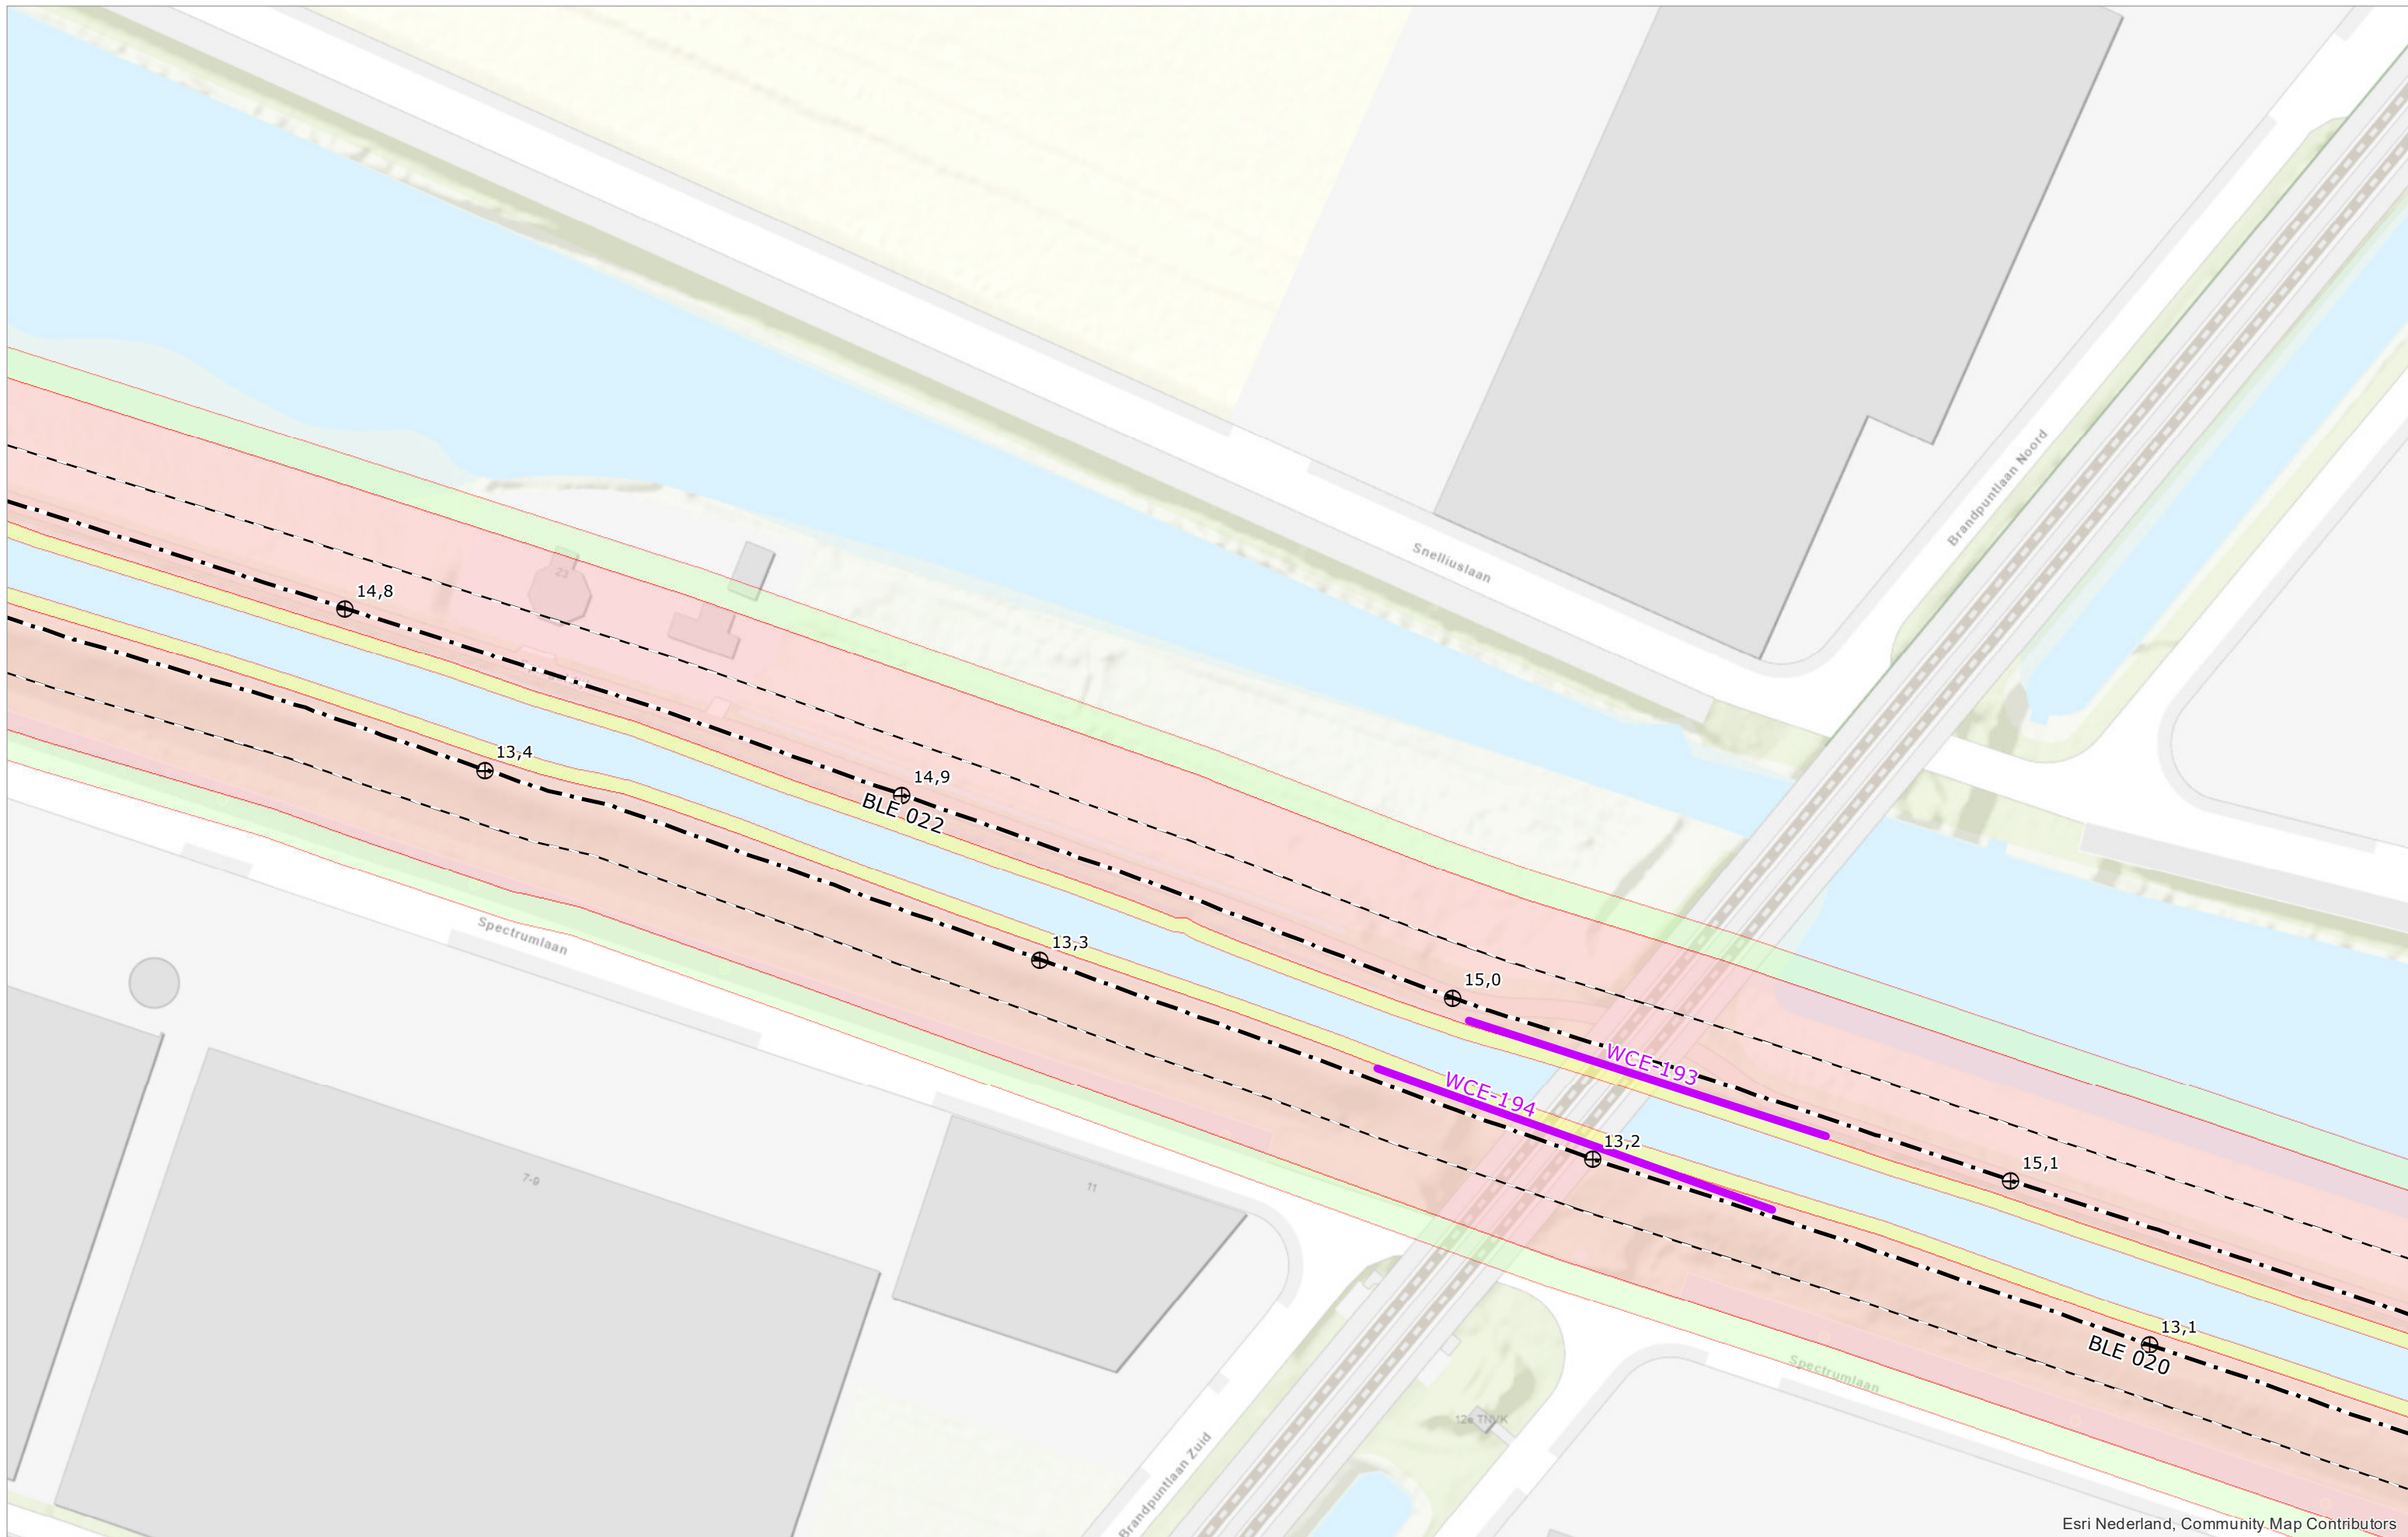 Brandpuntlaan Noord
Snelliuslaan
23
14,8
13,4
14,9
BLE 022
Spectrumlaan
13,3
15,0
WCE-193
WCE-194
13,2
15,1
7-9
11
13,1
BLE 020
Spectrumlaan
Brandpuntlaan Zuid
Esri Nederland, Community Map Contributors